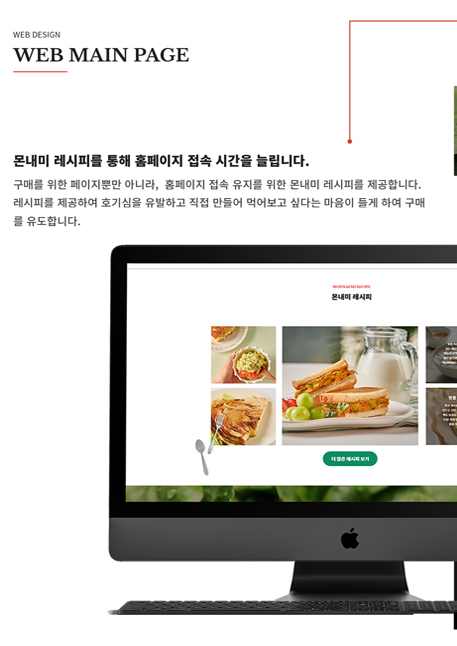 WEB DESIGN
WEB MAIN PAGE
몬내미 레시피를 통해 홈페이지 접속 시간을 늘립니다.
구매를 위한 페이지뿐만 아니라, 홈페이지 접속 유지를 위한 몬내미 레시피를 제공합니다.
레시피를 제공하여 호기심을 유발하고 직접 만들어 먹어보고 싶다는 마음이 들게 하여 구매
를 유도합니다.
MONNAEMI RECIPE
몬내미 레시피
더 많은 레시피 보기